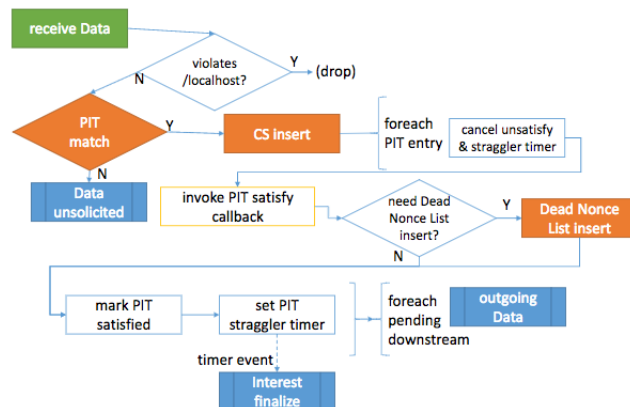 receive Data
violates
/localhost?
Y
(drop)
N
PIT
match
Y
CS insert
foreach
PIT entry
cancel unsatisfy
& straggler timer
N
Data
unsolicited
invoke PIT satisfy
callback
need Dead
Nonce List
insert?
Y
Dead Nonce
List insert
N
mark PIT
satisfied
set PIT
straggler timer
foreach
pending
downstream
outgoing
Data
timer event
Interest
finalize